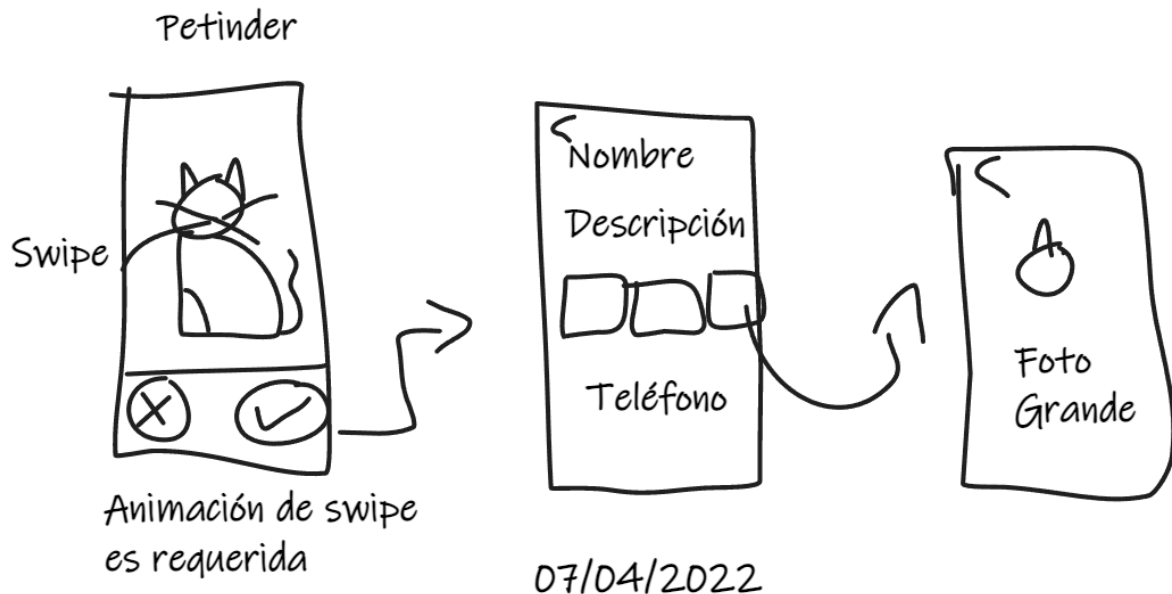 Petinder
Swipe
Animación de swipe
es requerida
Nombre
Descripción
Teléfono
07/04/2022
Foto
Grande